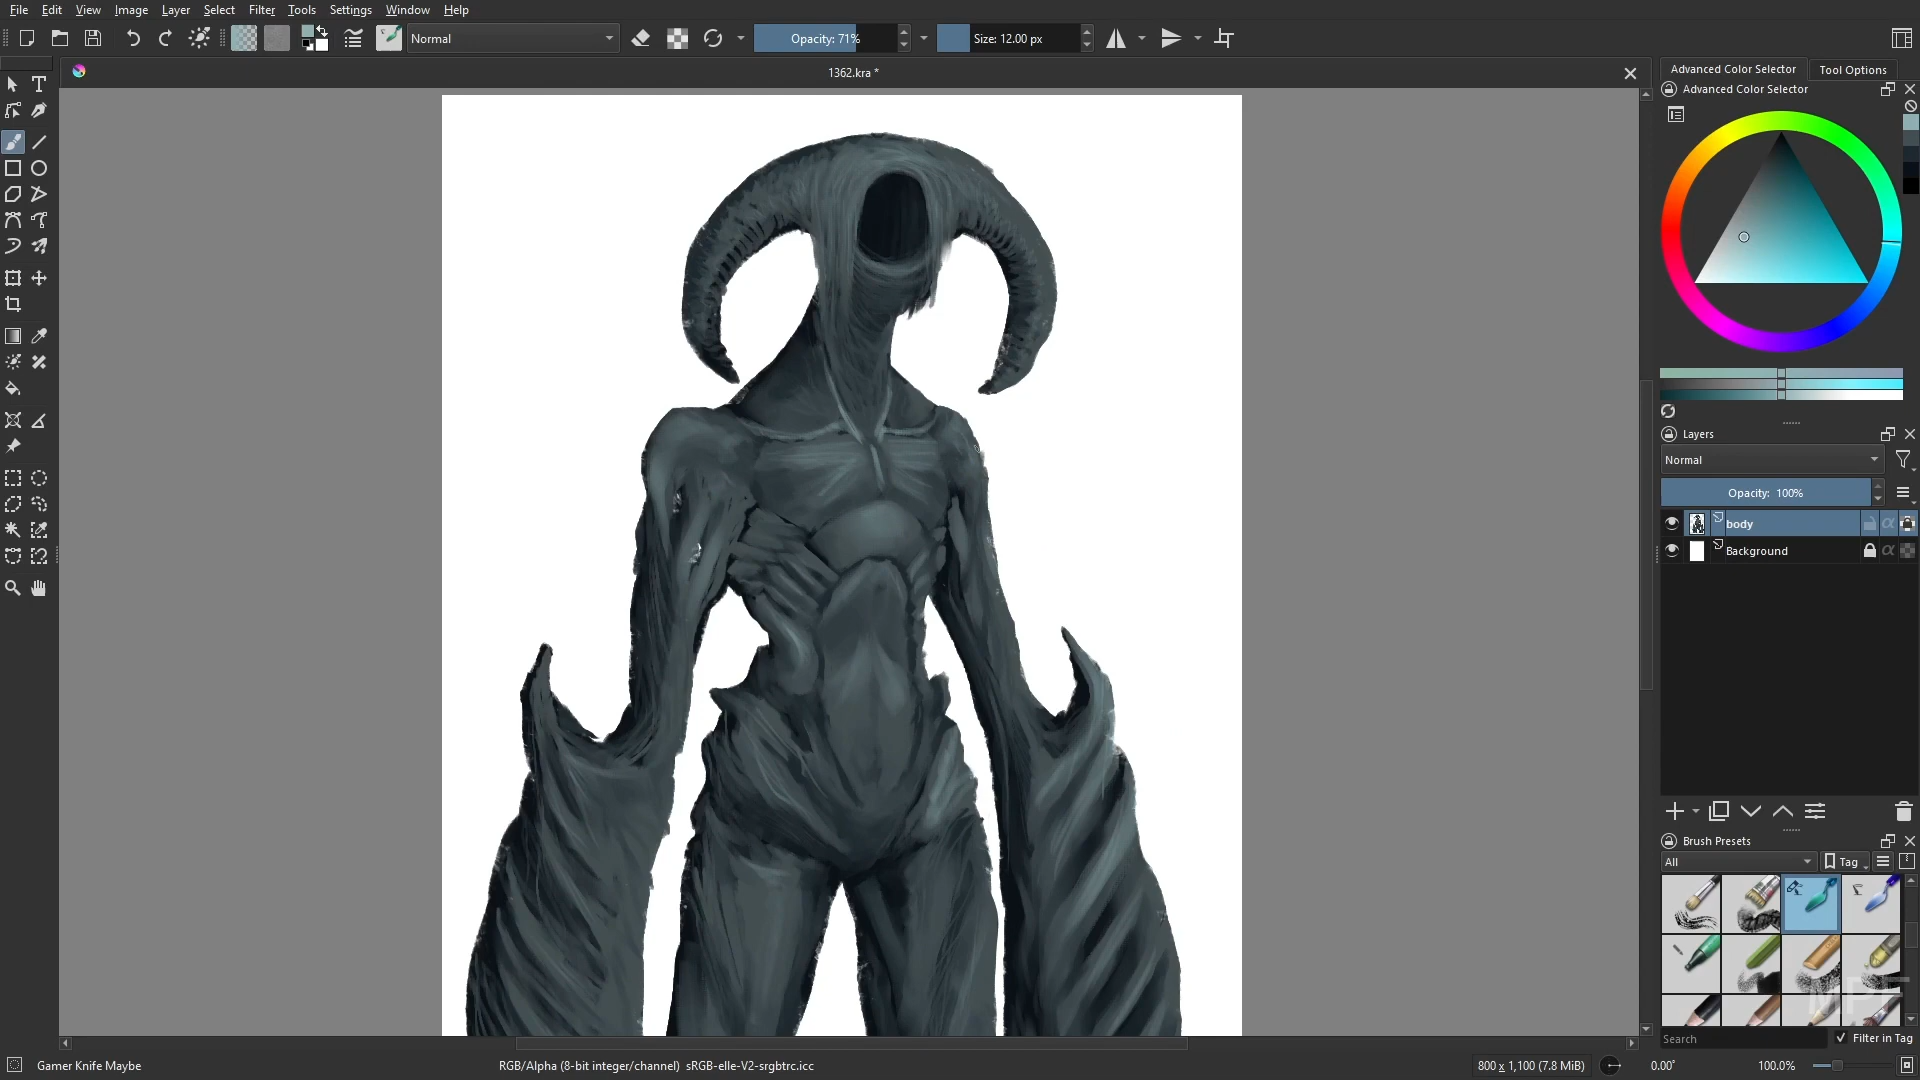 File Edit View Image Layer Select Filter Tools Settings Window Help
Normal
Opacity: 71%
Size: 12.00 px
1362.kra *
Advanced Color Selector
Tool Options
Advanced Color Selector
Layers
Normal
Opacity: 100%
body
Background
Brush Presets
All
Tag
Search
Filter in Tag
Gamer Knife Maybe
RGB/Alpha (8-bit integer/channel) sRGB-elle-V2-srgbtrc.icc
800 x 1,100 (7.8 MiB)
0.00°
100.0%